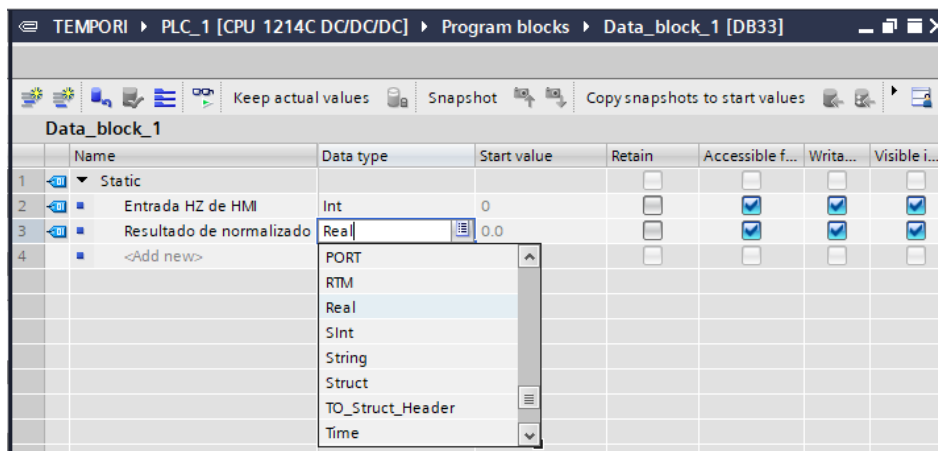 TEMPORI ▸ PLC_1 [CPU 1214C DC/DC/DC] ▸ Program blocks ▸ Data_block_1 [DB33]
Keep actual values Snapshot Copy snapshots to start values
Data_block_1
Name Data type Start value Retain Accessible f... Writa... Visible i...
1 Static
2 Entrada HZ de HMI Int 0
3 Resultado de normalizado Real 0.0
4 <Add new>
PORT
RTM
Real
SInt
String
Struct
TO_Struct_Header
Time